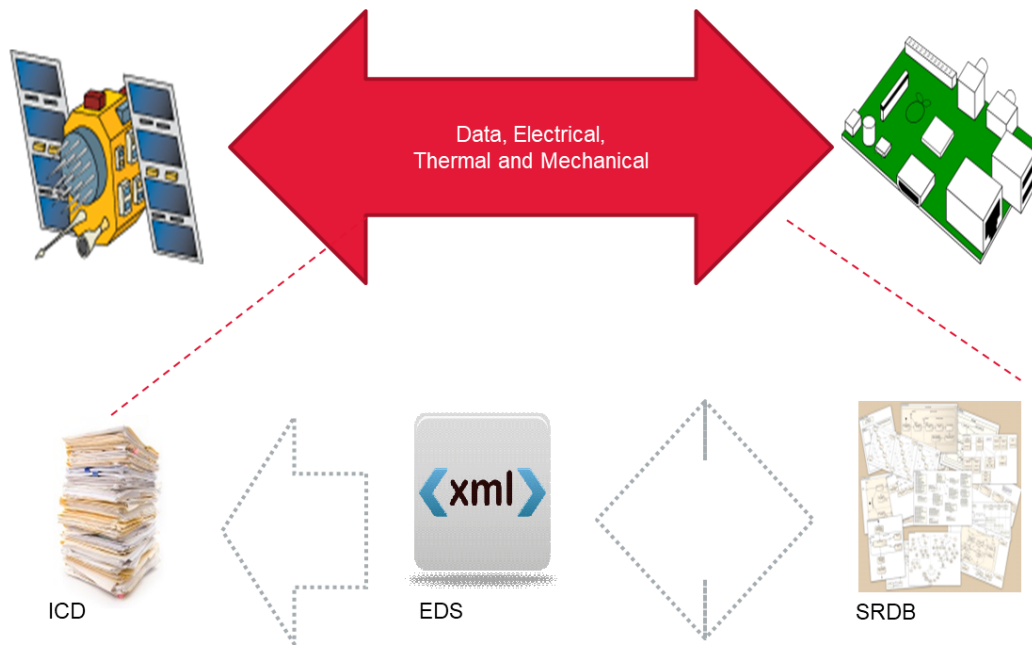 Data, Electrical,
Thermal and Mechanical
<xml>
ICD
EDS
SRDB